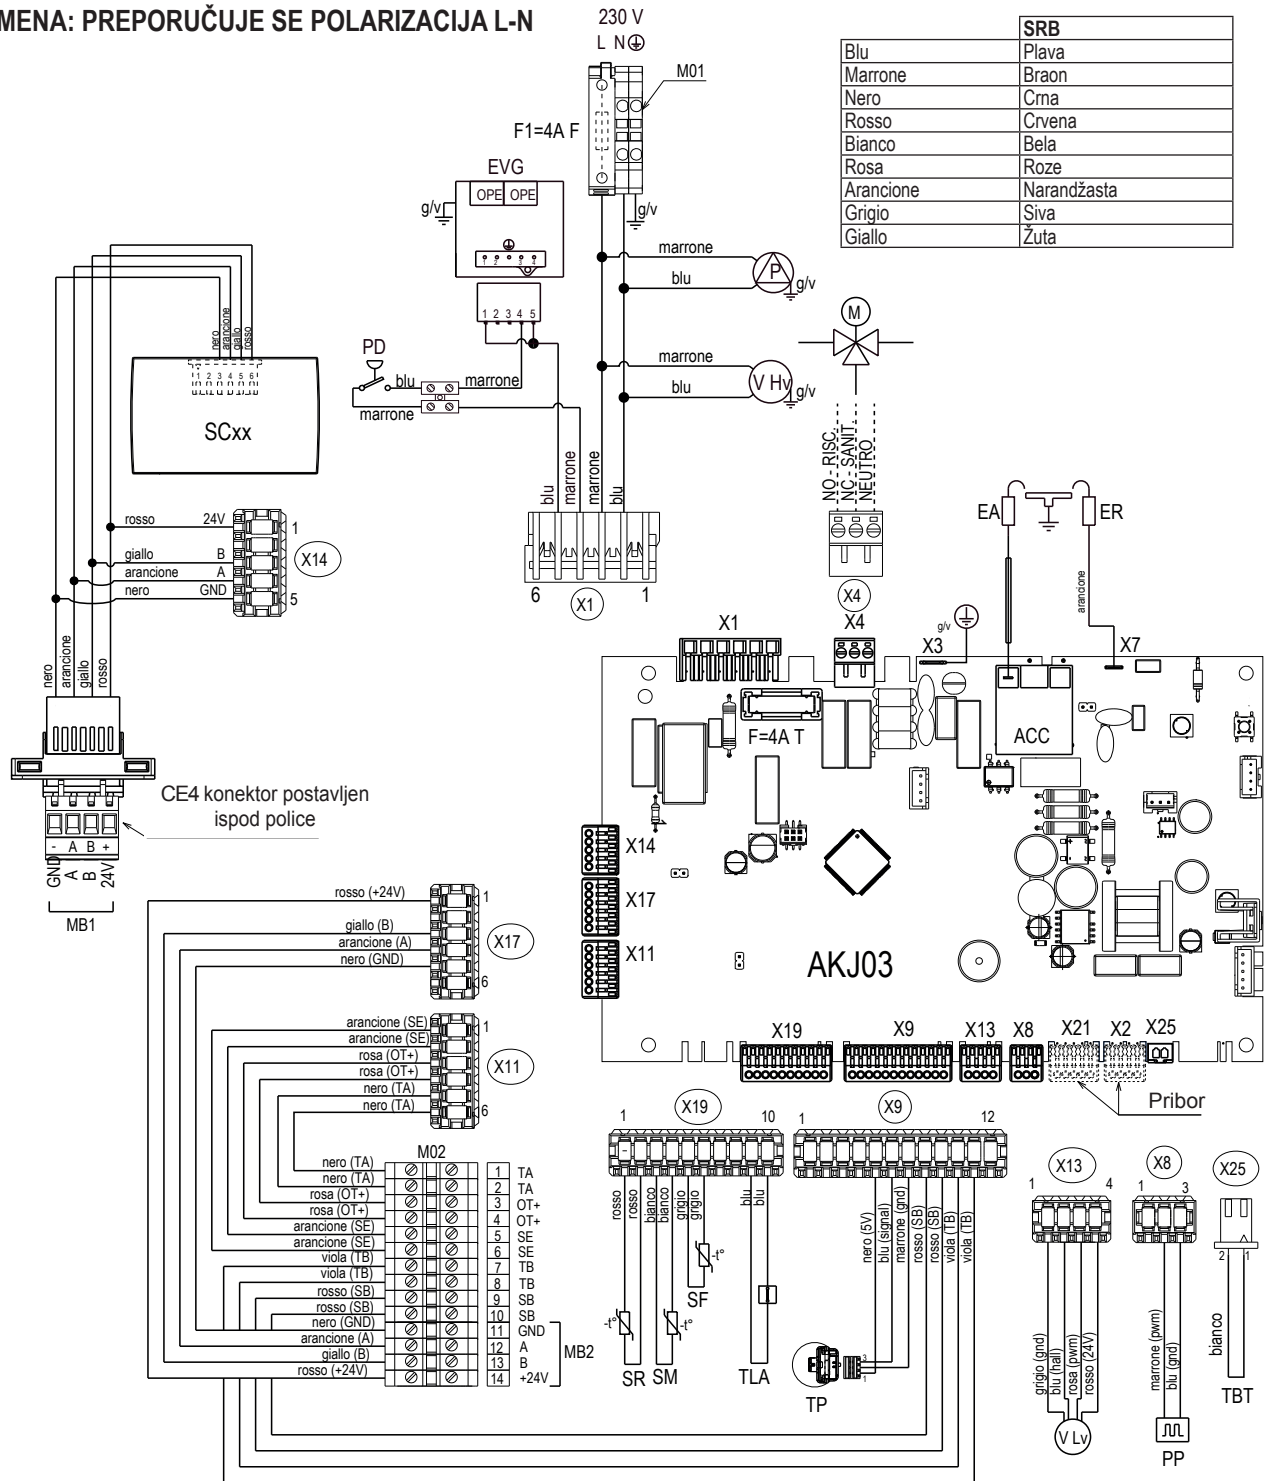 MENA: PREPORUČUJE SE POLARIZACIJA L-N
230 V
L N
M01
F1=4A F
SRB
Blu Plava
Marrone Braon
Nero Crna
Rosso Crvena
Bianco Bela
Rosa Roze
Arancione Narandžasta
Grigio Siva
Giallo Žuta
EVG
OPE OPE
g/v
g/v
1 2 3 4
1 2 3 4 5
marrone
blu
P
g/v
marrone
blu
V Hv
g/v
PD
blu
marrone
marrone
M
NO - RISC.
NC - SANIT.
NEUTRO
nero
arancione
giallo
rosso
1 2 3 4 5 6
SCxx
blu
marrone
marrone
blu
6
X1
1
X4
EA
ER
arancione
rosso 24V 1
giallo B
arancione A
nero GND 5
X14
nero
arancione
giallo
rosso
X1
X4
g/v
X3
X7
F=4A T
ACC
CE4 konektor postavljen
ispod police
- A B +
GND
A
B
24V
MB1
X14
X17
X11
AKJ03
X19
X9
X13
X8
X21
X2
X25
Pribor
rosso (+24V) 1
giallo (B)
arancione (A)
nero (GND)
6
X17
arancione (SE) 1
arancione (SE)
rosa (OT+)
rosa (OT+)
nero (TA)
nero (TA) 6
X11
M02
nero (TA) 1 TA
nero (TA) 2 TA
rosa (OT+) 3 OT+
rosa (OT+) 4 OT+
arancione (SE) 5 SE
arancione (SE) 6 SE
viola (TB) 7 TB
viola (TB) 8 TB
rosso (SB) 9 SB
rosso (SB) 10 SB
nero (GND) 11 GND
arancione (A) 12 A
giallo (B) 13 B
rosso (+24V) 14 +24V
MB2
1
X19
10
rosso
rosso
bianco
bianco
grigio
grigio
blu
blu
-t°
-t°
-t°
SR
SM
SF
TLA
1
X9
12
nero (5V)
blu (signal)
marrone (gnd)
rosso (SB)
rosso (SB)
viola (TB)
viola (TB)
3
1
TP
X13
1 4
grigio (gnd)
blu (hall)
rosa (pwm)
rosso (24V)
V Lv
X8
1 3
marrone (pwm)
blu (gnd)
PP
X25
2 1
bianco
TBT